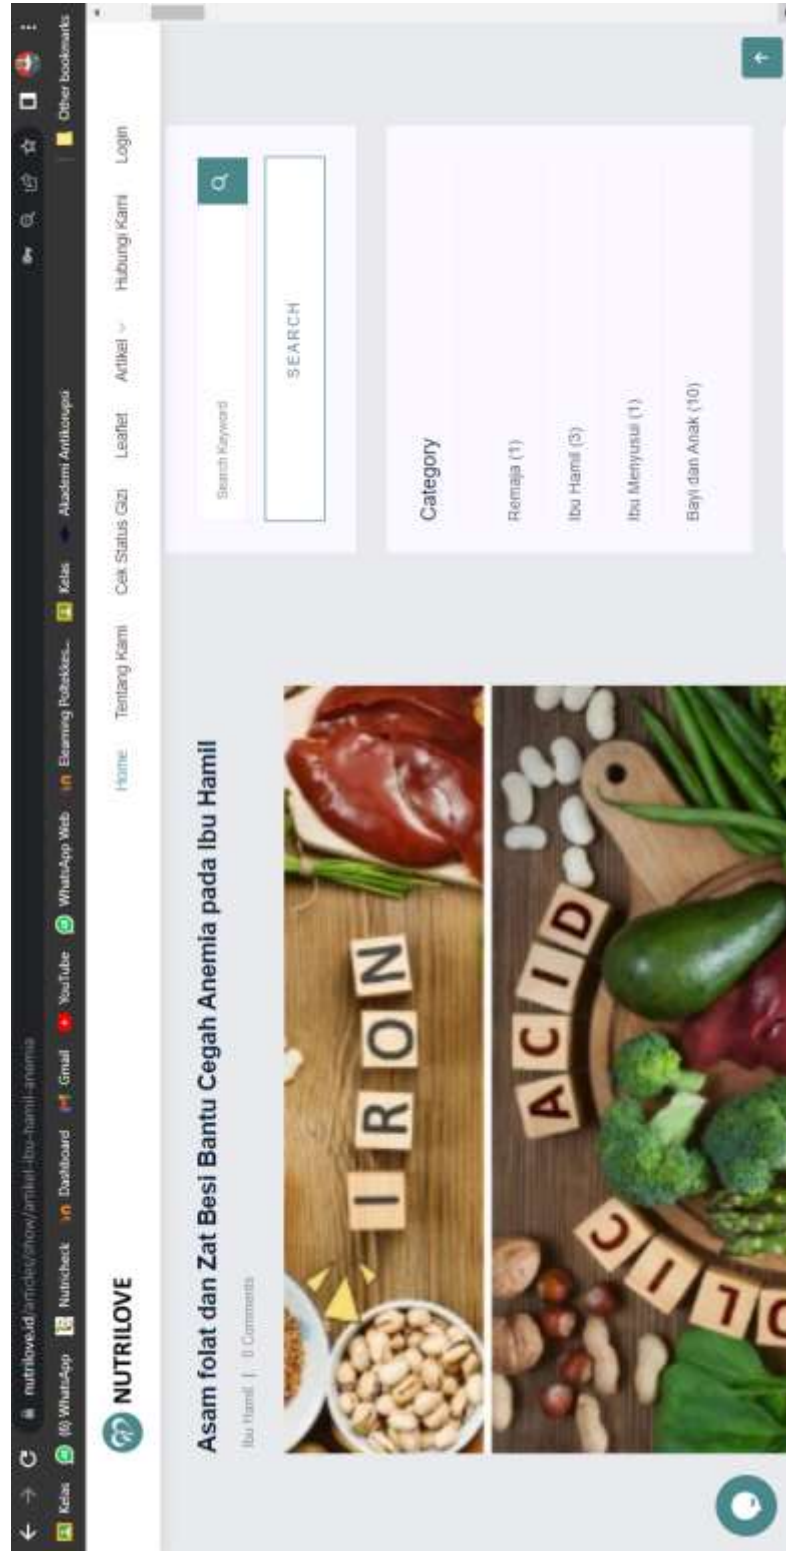 nutrilove.id/articles/show/artikel-ibu-hamil-anemia
Kelas (6) WhatsApp Nutricheck Dashboard Gmail YouTube WhatsApp Web Elearning Poltekkes... Kelas Akademi Antikorupsi Other bookmarks
NUTRILOVE Home Tentang Kami Cek Status Gizi Leaflet Artikel Hubungi Kami Login
Asam folat dan Zat Besi Bantu Cegah Anemia pada Ibu Hamil
Ibu Hamil | 0 Comments
IRON
OLIC ACID
Search Keyword
SEARCH
Category
Remaja (1)
Ibu Hamil (3)
Ibu Menyusui (1)
Bayi dan Anak (10)